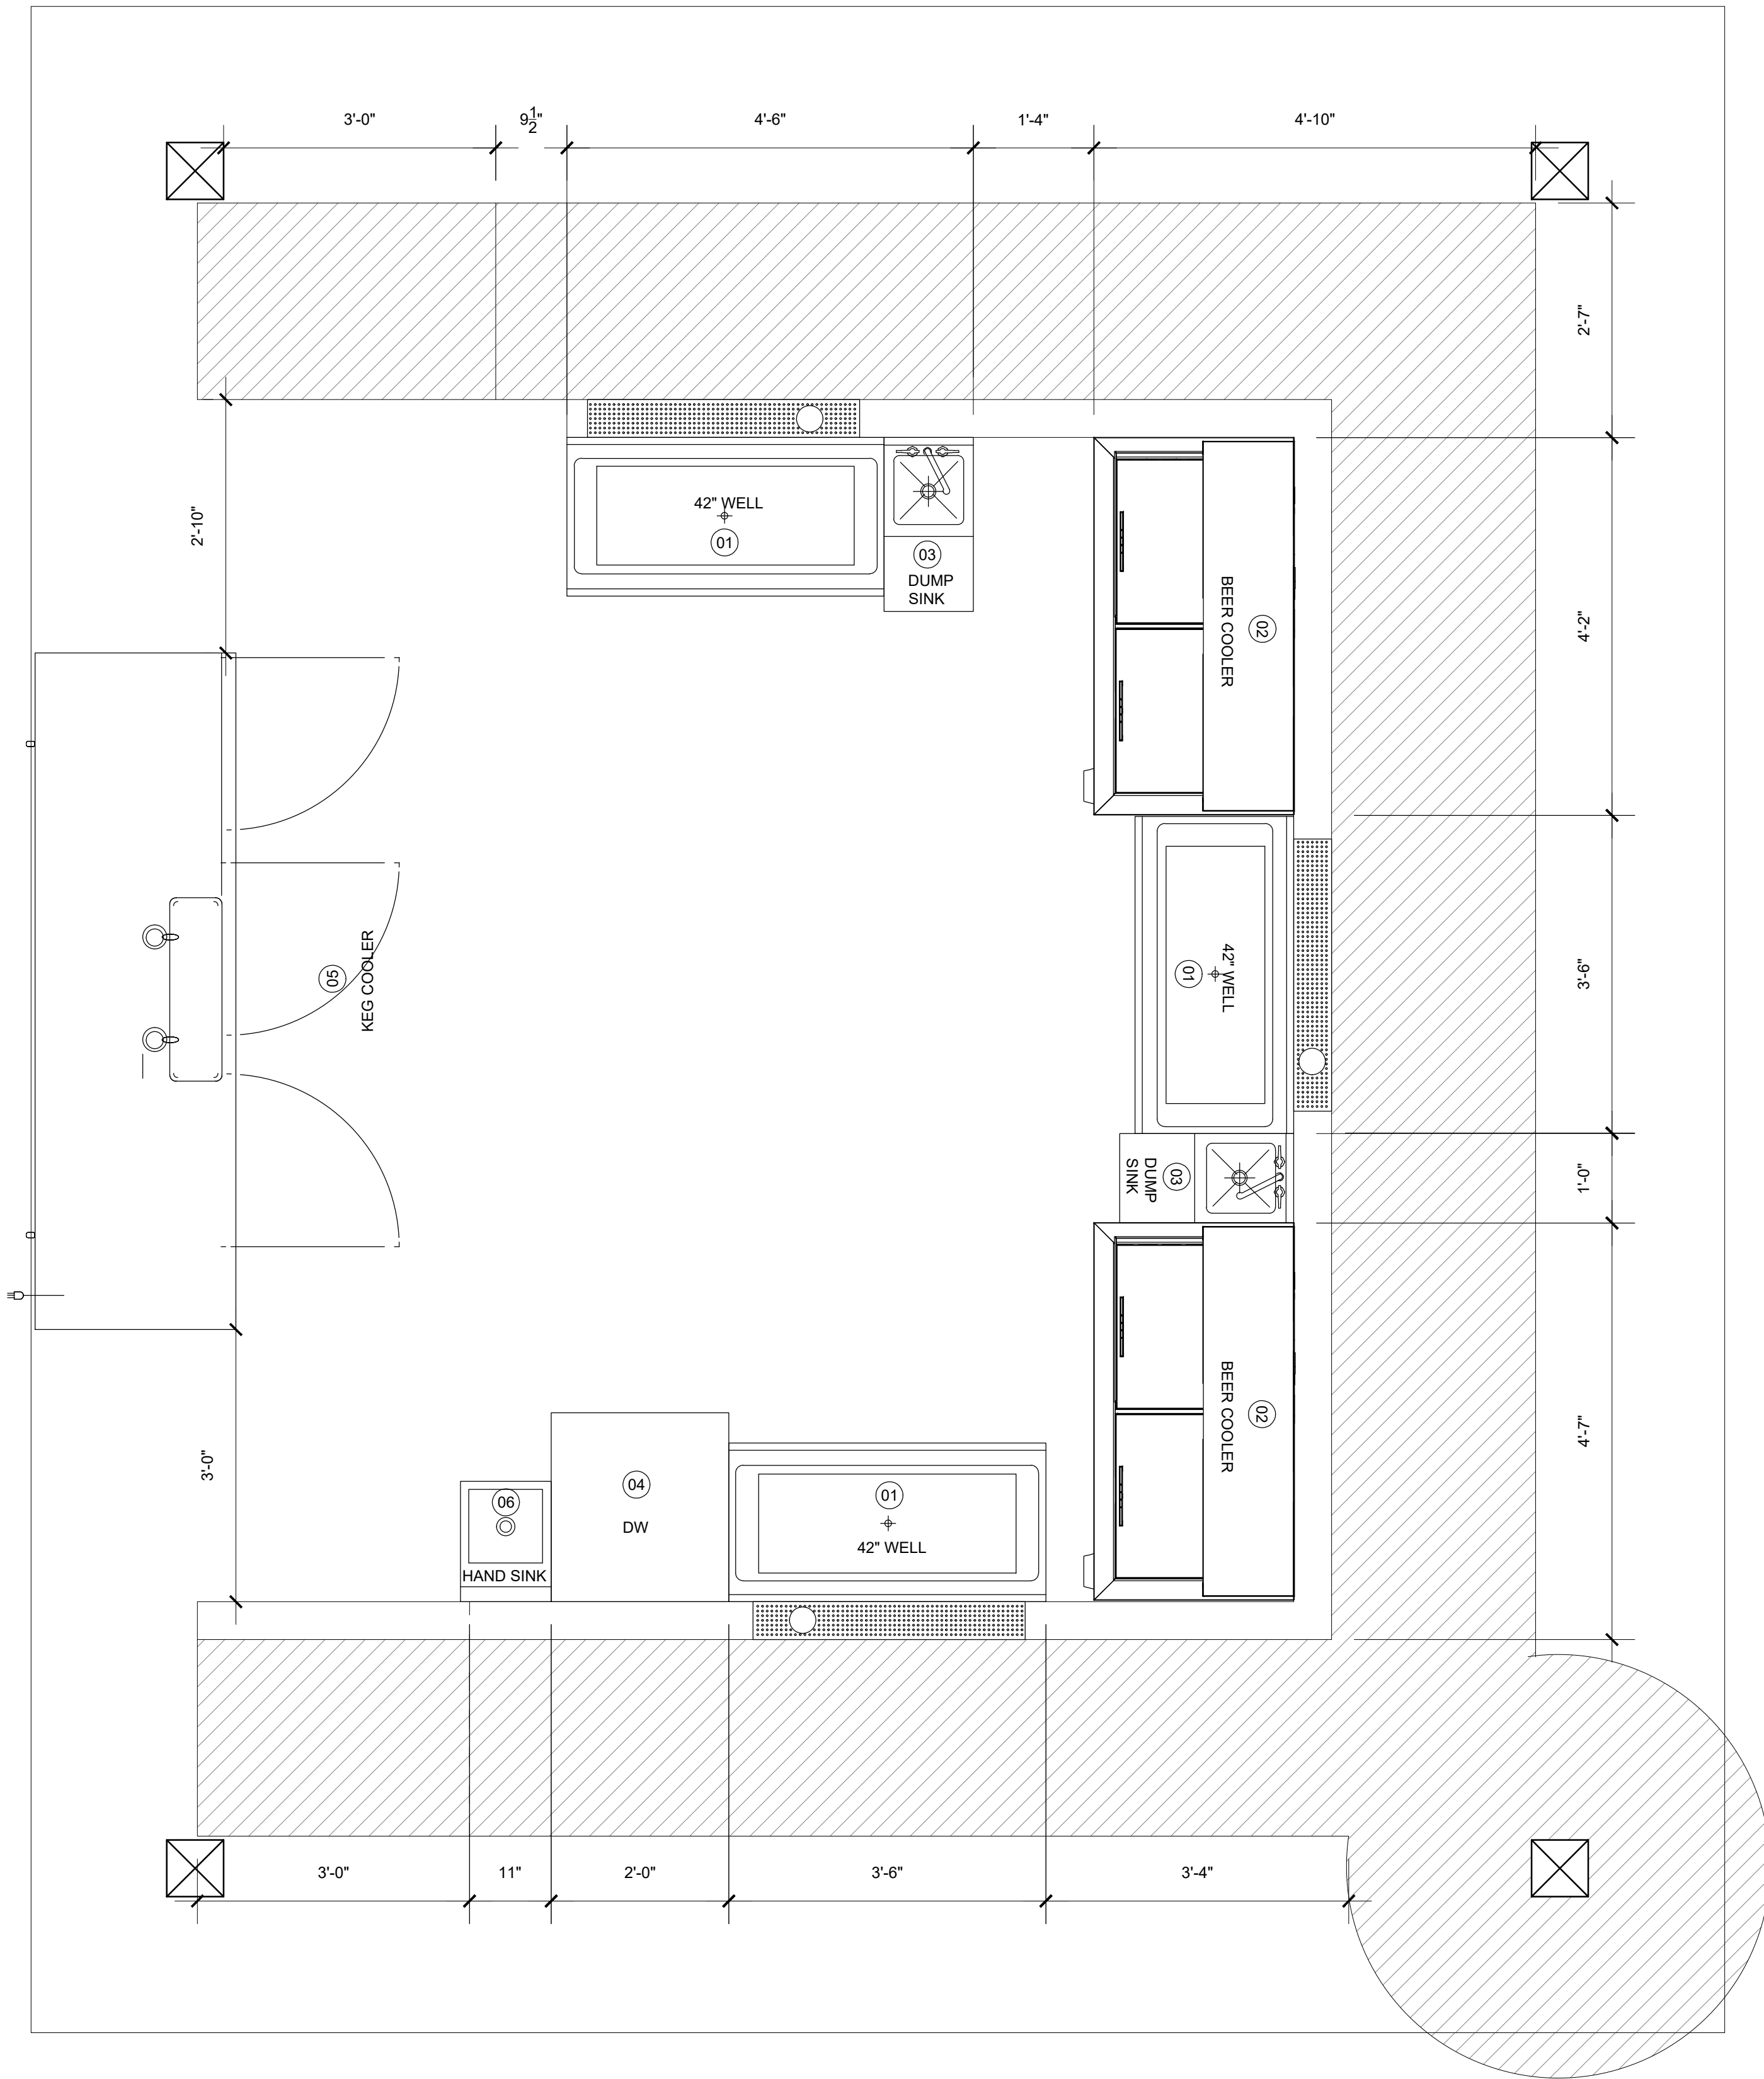 3'-0"
9 1/2"
4'-6"
1'-4"
4'-10"
2'-7"
2'-10"
42" WELL
01
03
DUMP
SINK
BEER COOLER
02
4'-2"
05
KEG COOLER
01
42" WELL
3'-6"
DUMP
SINK
03
1'-0"
BEER COOLER
02
4'-7"
3'-0"
06
HAND SINK
04
DW
01
42" WELL
3'-0"
11"
2'-0"
3'-6"
3'-4"